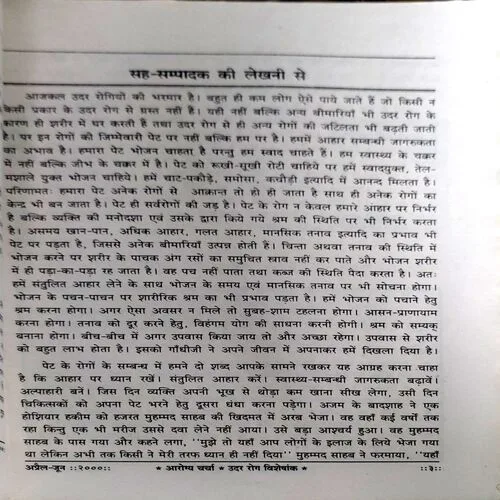 सह-सम्पादक की लेखनी से
आजकल उदर रोगियों की भरमार है। बहुत ही कम लोग ऐसे पाये जाते हैं जो किसी न
किसी प्रकार के उदर रोग से ग्रस्त नहीं हैं। यही नहीं बल्कि अन्य बीमारियाँ भी उदर रोग के
कारण ही शरीर में घर करती हैं तथा उदर रोग से ही अन्य रोगों की जटिलता भी बढ़ती जाती
है। पर इन रोगों की जिम्मेवारी पेट पर नहीं बल्कि हम पर है। हममें आहार सम्बन्धी जागरुकता
का अभाव है। हमारा पेट भोजन चाहता है परन्तु हम स्वाद चाहते हैं। हम स्वास्थ्य के चक्कर
में नहीं बल्कि जीभ के चक्कर में है। पेट को रूखी-सूखी रोटी चाहिये पर हमें स्वादयुक्त, तेल-
मशाले युक्त भोजन चाहिये। हमें चाट-पकौड़े, समोसा, कचौड़ी इत्यादि में आनन्द मिलता है।
परिणामतः हमारा पेट अनेक रोगों से आक्रान्त तो हो ही जाता है साथ ही अनेक रोगों का
केन्द्र भी बन जाता है। पेट ही सर्वरोगों की जड़ है। पेट के रोग न केवल हमारे आहार पर निर्भर
है बल्कि व्यक्ति की मनोदशा एवं उसके द्वारा किये गये श्रम की स्थिति पर भी निर्भर करता
है। असमय खान-पान, अधिक आहार, गलत आहार, मानसिक तनाव इत्यादि का प्रभाव भी
पेट पर पड़ता है, जिससे अनेक बीमारियाँ उत्पन्न होती हैं। चिन्ता अथवा तनाव की स्थिति में
भोजन करने पर शरीर के पाचक अंग रसों का समुचित स्राव नहीं कर पाते और भोजन शरीर
में ही पड़ा-का-पड़ा रह जाता है। वह पच नहीं पाता तथा कब्ज की स्थिति पैदा करता है। अतः
हमें संतुलित आहार लेने के साथ भोजन के समय एवं मानसिक तनाव पर भी सोचना होगा।
भोजन के पचन-पाचन पर शारीरिक श्रम का भी प्रभाव पड़ता है। हमें भोजन को पचाने हेतु
श्रम करना होगा। अगर ऐसा अवसर न मिले तो सुबह-शाम टहलना होगा। आसन-प्राणायाम
करना होगा। तनाव को दूर करने हेतु, विहंगम योग की साधना करनी होगी। श्रम को सम्यक्
बनाना होगा। बीच-बीच में अगर उपवास किया जाय तो और अच्छा रहेगा। उपवास से शरीर
को बहुत लाभ होता है। इसको गाँधीजी ने अपने जीवन में अपनाकर हमें दिखला दिया है।
पेट के रोगों के सम्बन्ध में हमने दो शब्द आपके सामने रखकर यह आग्रह करना चाहा
है कि आहार पर ध्यान रखें। संतुलित आहार करें। स्वास्थ्य-सम्बन्धी जागरुकता बढ़ावें।
अल्पाहारी बनें। जिस दिन व्यक्ति अपनी भूख से थोड़ा कम खाना सीख लेगा, उसी दिन
चिकित्सकों को अपना पेट भरने हेतु दूसरा धंधा करना पड़ेगा। अजम के बादशाह ने एक
होशियार हकीम को हजरत मुहम्मद साहब की खिदमत में अरब भेजा। वह वहाँ कई वर्षों तक
रहा किन्तु एक भी मरीज उससे दवा लेने नहीं आया। उसे बड़ा आश्चर्य हुआ। वह मुहम्मद
साहब के पास गया और कहने लगा, ''मुझे तो यहाँ आप लोगों के इलाज के लिये भेजा गया
था लेकिन अभी तक किसी ने मेरी तरफ ध्यान ही नहीं दिया'' मुहम्मद साहब ने फरमाया, ''यहाँ
अप्रैल-जून ::२०००:: * आरोग्य चर्चा * उदर रोग विशेषांक * ::३::